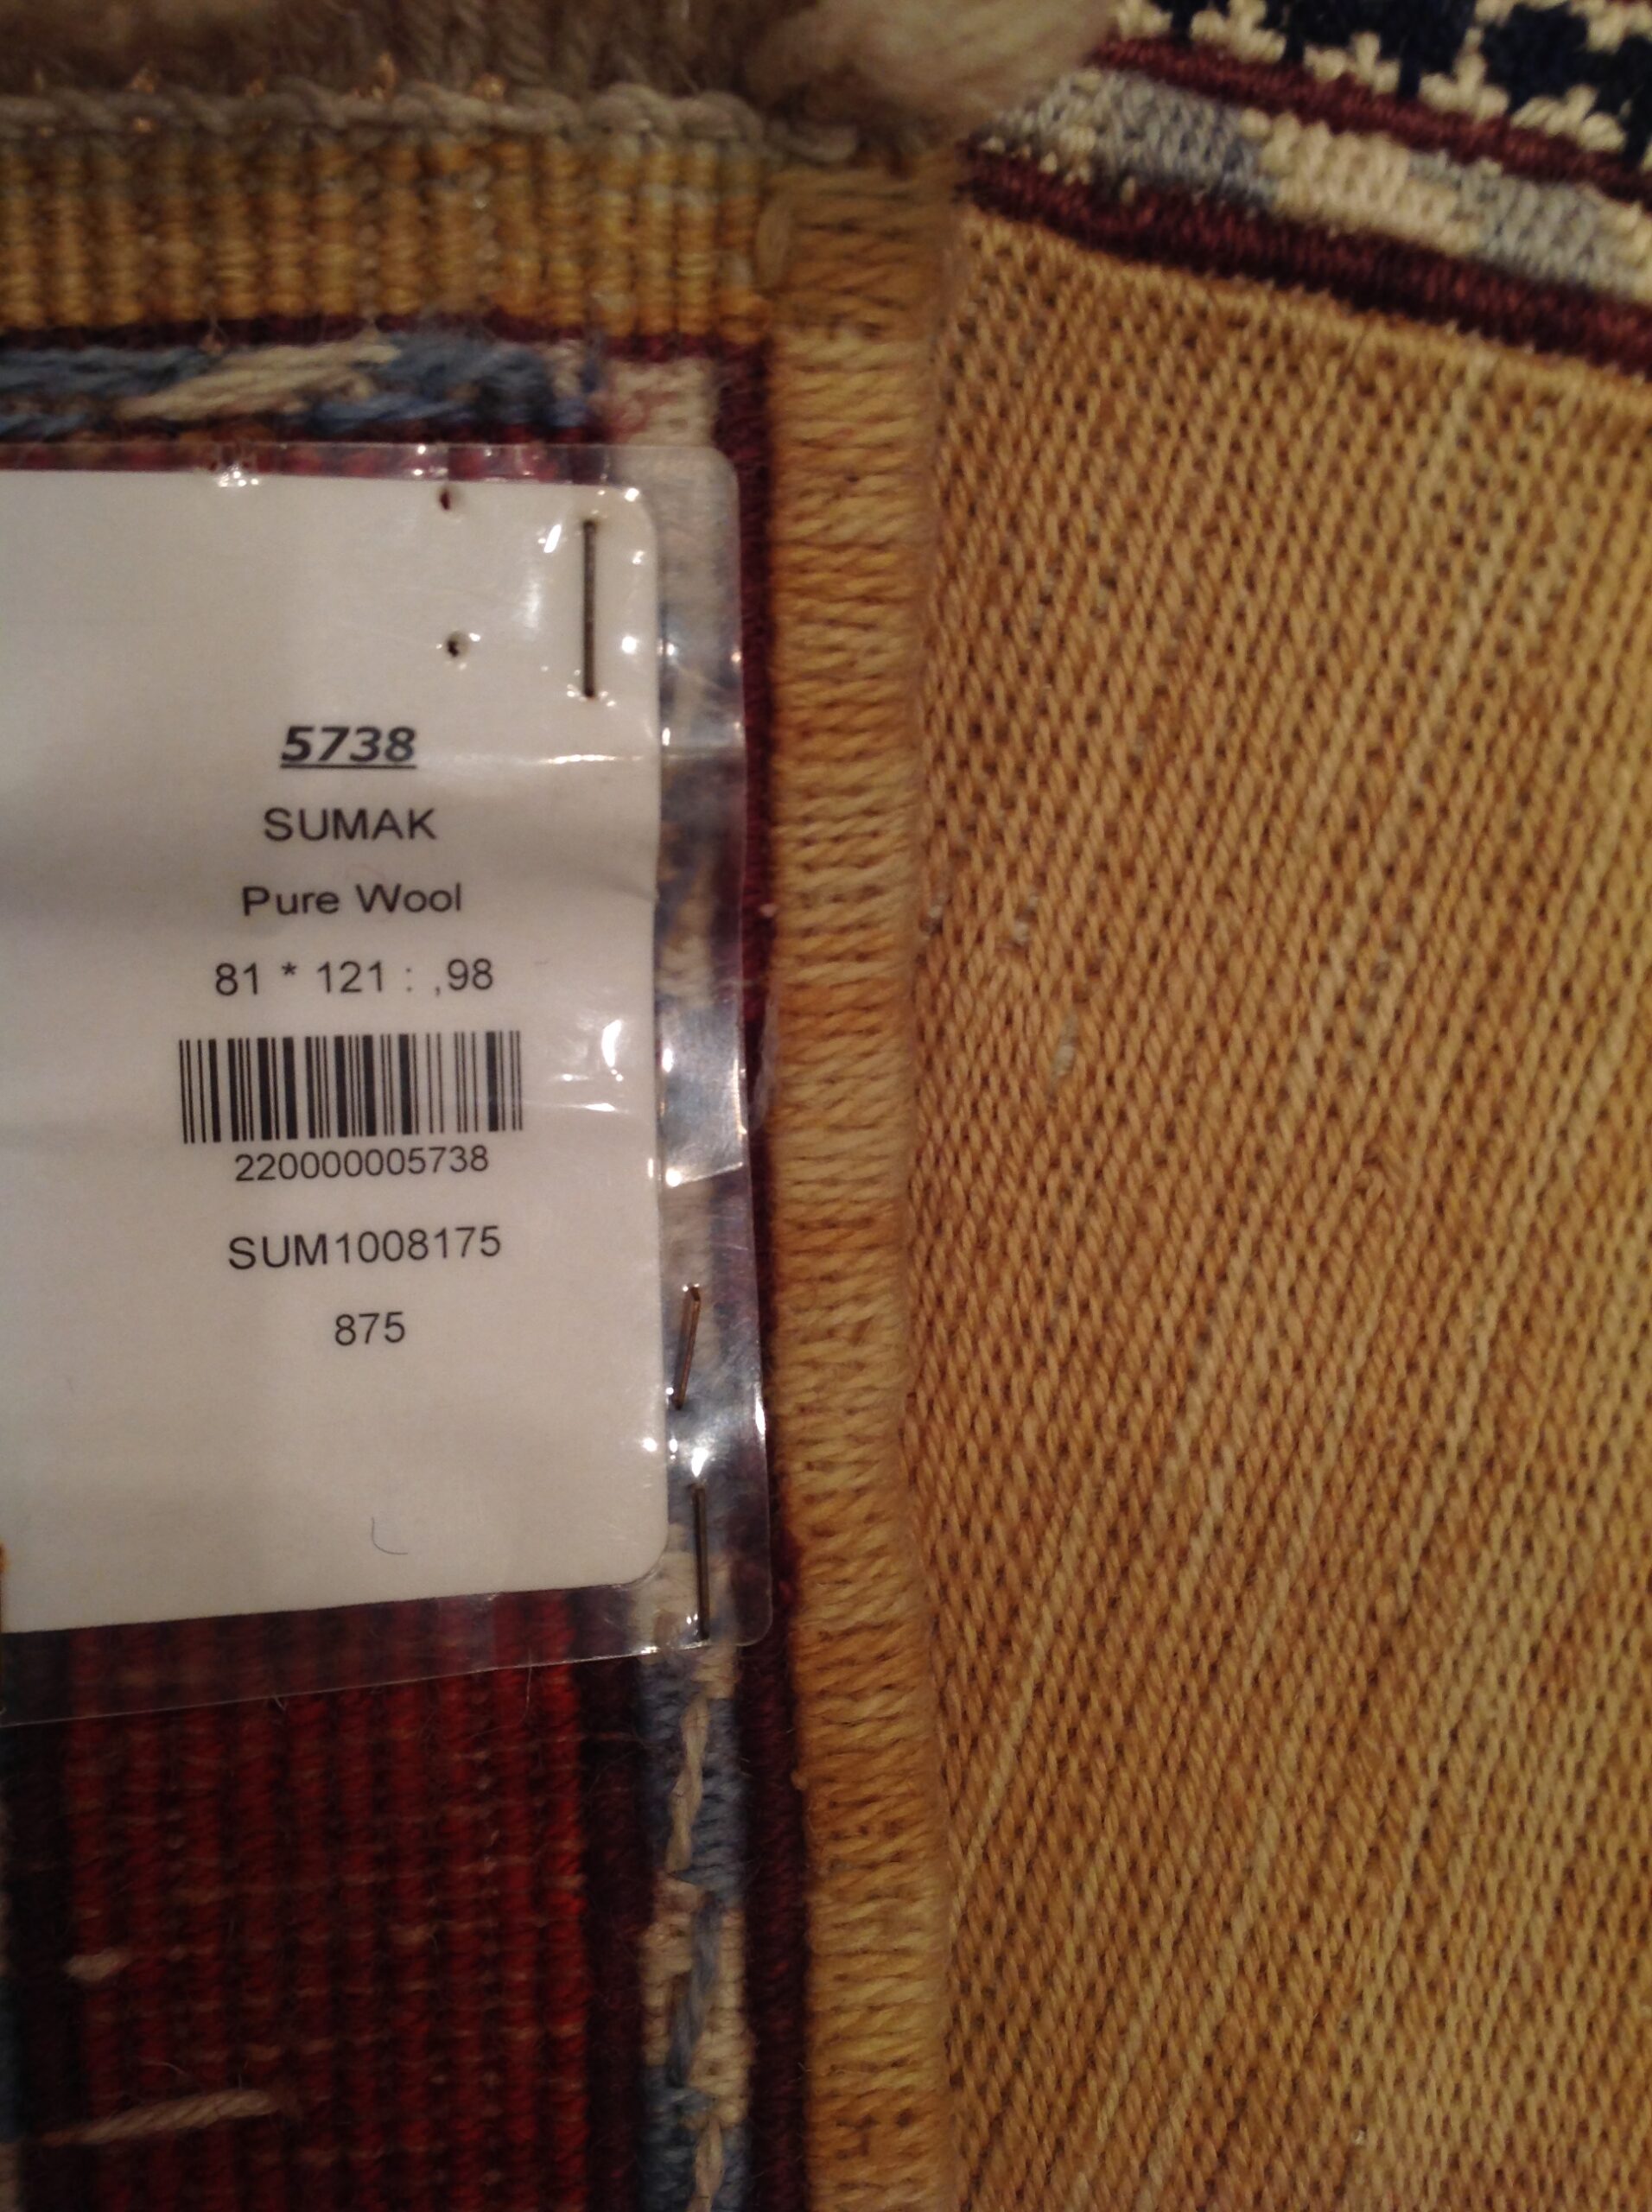 5738
SUMAK
Pure Wool
81 * 121 : ,98
220000005738
SUM1008175
875